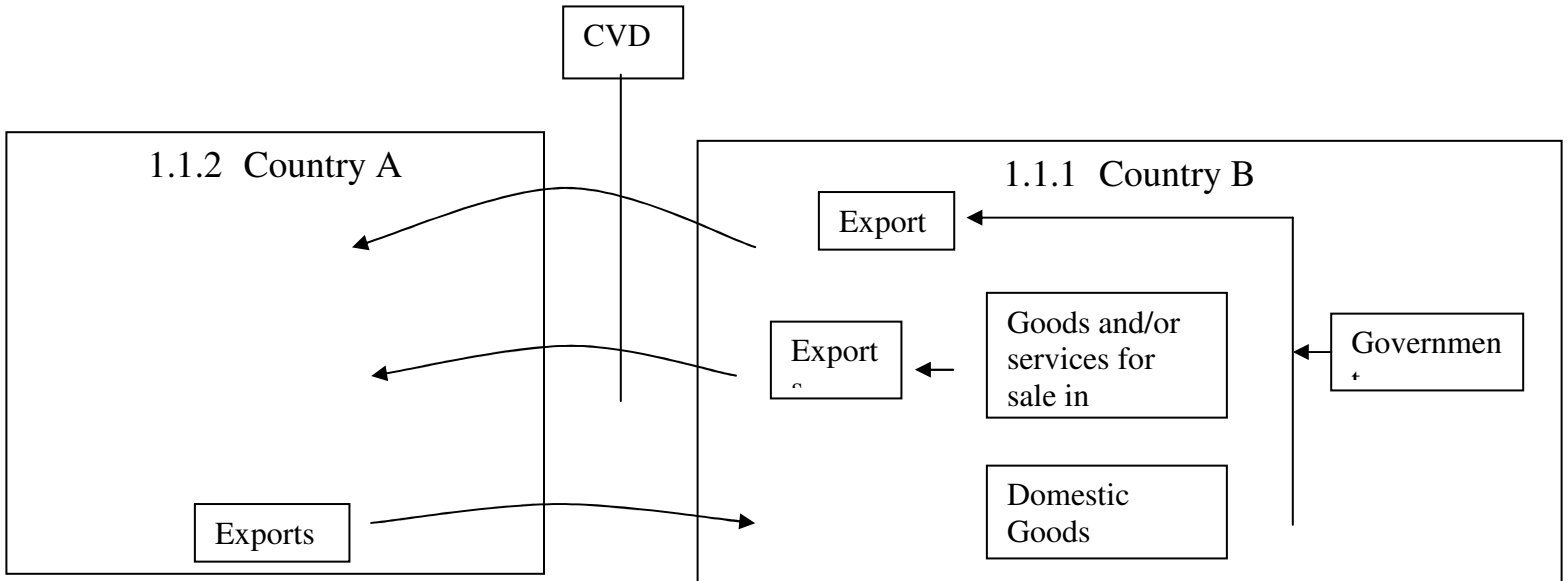 CVD
1.1.2 Country A
1.1.1 Country B
Export
Goods and/or
services for
sale in
Export
s
Governmen
t
Domestic
Goods
Exports